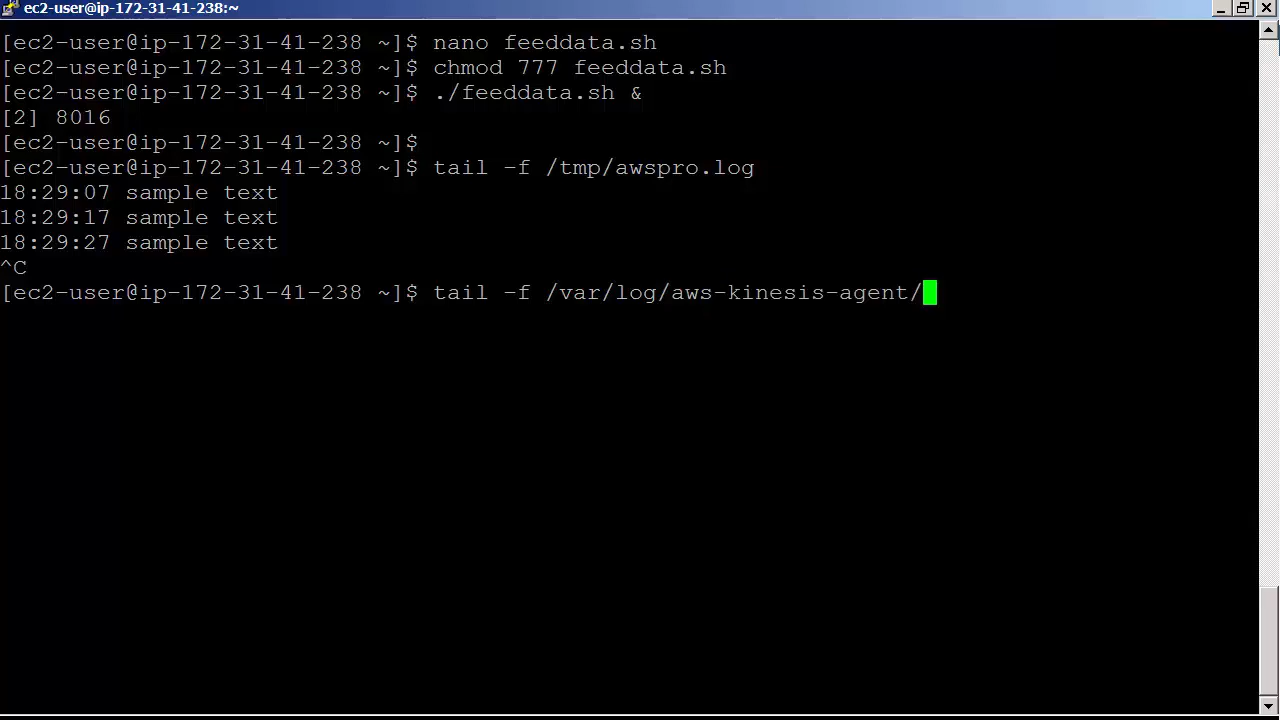 ec2-user@ip-172-31-41-238:~
[ec2-user@ip-172-31-41-238 ~]$ nano feeddata.sh
[ec2-user@ip-172-31-41-238 ~]$ chmod 777 feeddata.sh
[ec2-user@ip-172-31-41-238 ~]$ ./feeddata.sh &
[2] 8016
[ec2-user@ip-172-31-41-238 ~]$
[ec2-user@ip-172-31-41-238 ~]$ tail -f /tmp/awspro.log
18:29:07 sample text
18:29:17 sample text
18:29:27 sample text
^C
[ec2-user@ip-172-31-41-238 ~]$ tail -f /var/log/aws-kinesis-agent/